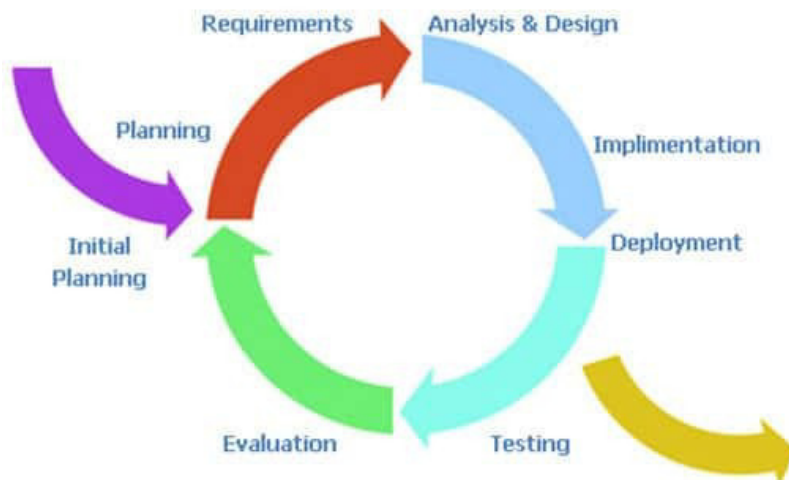 Requirements
Analysis & Design
Planning
Implimentation
Initial
Planning
Deployment
Evaluation
Testing